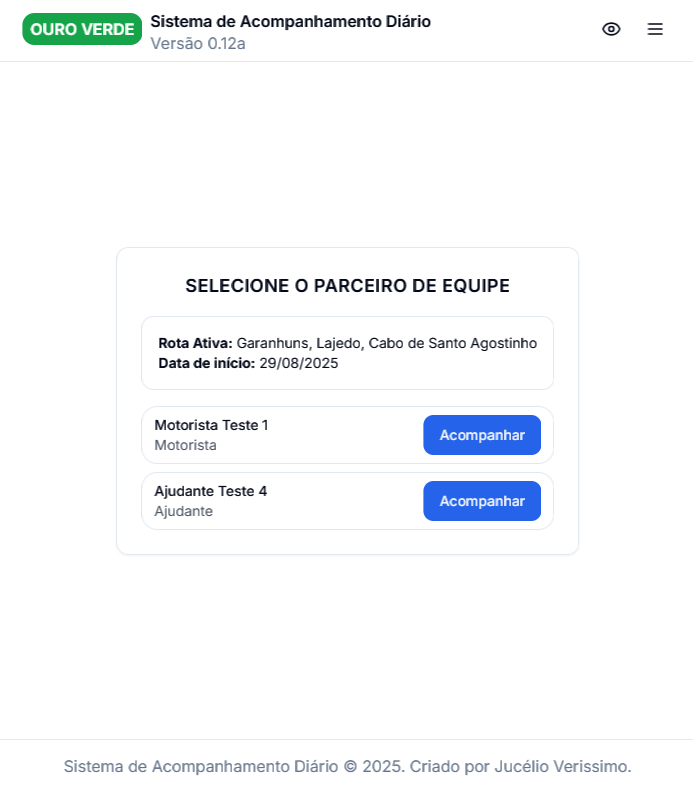 OURO VERDE
Sistema de Acompanhamento Diário
Versão 0.12a
SELECIONE O PARCEIRO DE EQUIPE
Rota Ativa: Garanhuns, Lajedo, Cabo de Santo Agostinho
Data de início: 29/08/2025
Motorista Teste 1
Motorista
Acompanhar
Ajudante Teste 4
Ajudante
Acompanhar
Sistema de Acompanhamento Diário © 2025. Criado por Jucélio Verissimo.